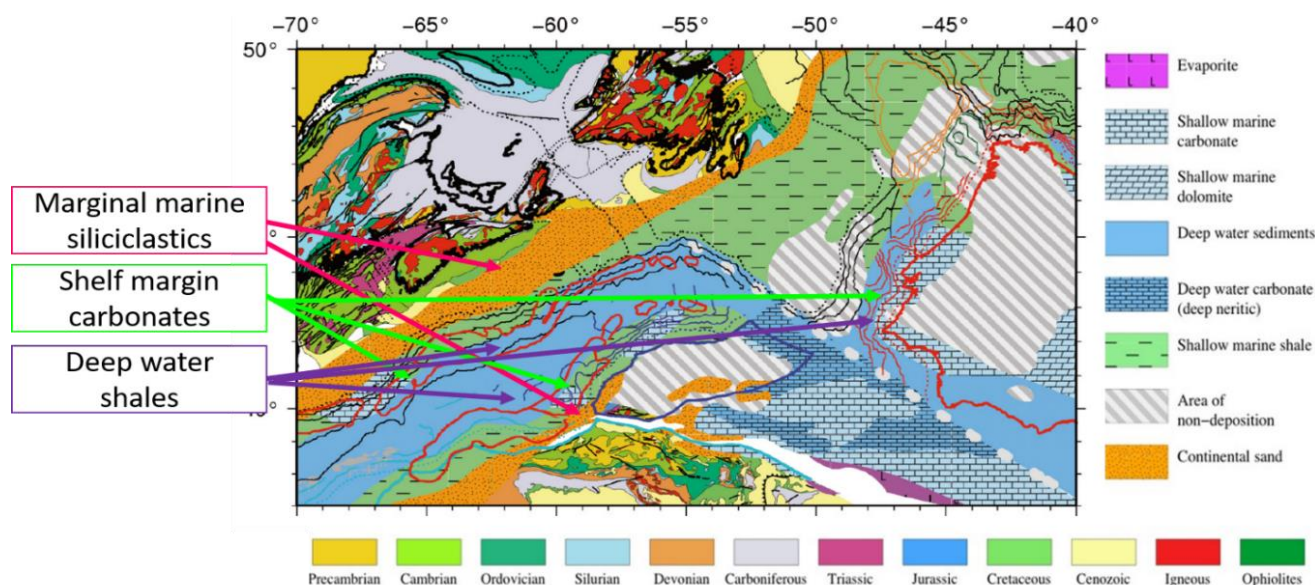 −70° −65° −60° −55° −50° −45° −40°
50°
Marginal marine
siliciclastics
Shelf margin
carbonates
Deep water
shales
Evaporite
Shallow marine
carbonate
Shallow marine
dolomite
Deep water sediments
Deep water carbonate
(deep neritic)
Shallow marine shale
Area of
non−deposition
Continental sand
Precambrian Cambrian Ordovician Silurian Devonian Carboniferous Triassic Jurassic Cretaceous Cenozoic Igneous Ophiolites